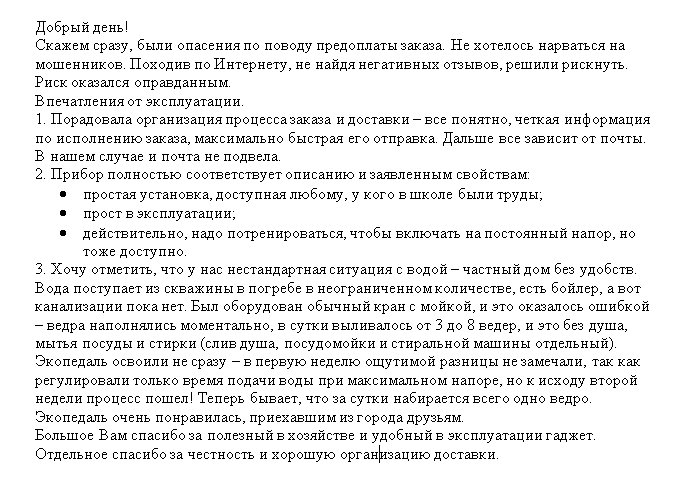 Добрый день!
Скажем сразу, были опасения по поводу предоплаты заказа. Не хотелось нарваться на
мошенников. Походив по Интернету, не найдя негативных отзывов, решили рискнуть.
Риск оказался оправданным.
Впечатления от эксплуатации.
1. Порадовала организация процесса заказа и доставки – все понятно, четкая информация
по исполнению заказа, максимально быстрая его отправка. Дальше все зависит от почты.
В нашем случае и почта не подвела.
2. Прибор полностью соответствует описанию и заявленным свойствам:
• простая установка, доступная любому, у кого в школе были труды;
• прост в эксплуатации;
• действительно, надо потренироваться, чтобы включать на постоянный напор, но
тоже доступно.
3. Хочу отметить, что у нас нестандартная ситуация с водой – частный дом без удобств.
Вода поступает из скважины в погребе в неограниченном количестве, есть бойлер, а вот
канализации пока нет. Был оборудован обычный кран с мойкой, и это оказалось ошибкой
– ведра наполнялись моментально, в сутки выливалось от 3 до 8 ведер, и это без душа,
мытья посуды и стирки (слив душа, посудомойки и стиральной машины отдельный).
Экопедаль освоили не сразу – в первую неделю ощутимой разницы не замечали, так как
регулировали только время подачи воды при максимальном напоре, но к исходу второй
недели процесс пошел! Теперь бывает, что за сутки набирается всего одно ведро.
Экопедаль очень понравилась, приехавшим из города друзьям.
Большое Вам спасибо за полезный в хозяйстве и удобный в эксплуатации гаджет.
Отдельное спасибо за честность и хорошую организацию доставки.